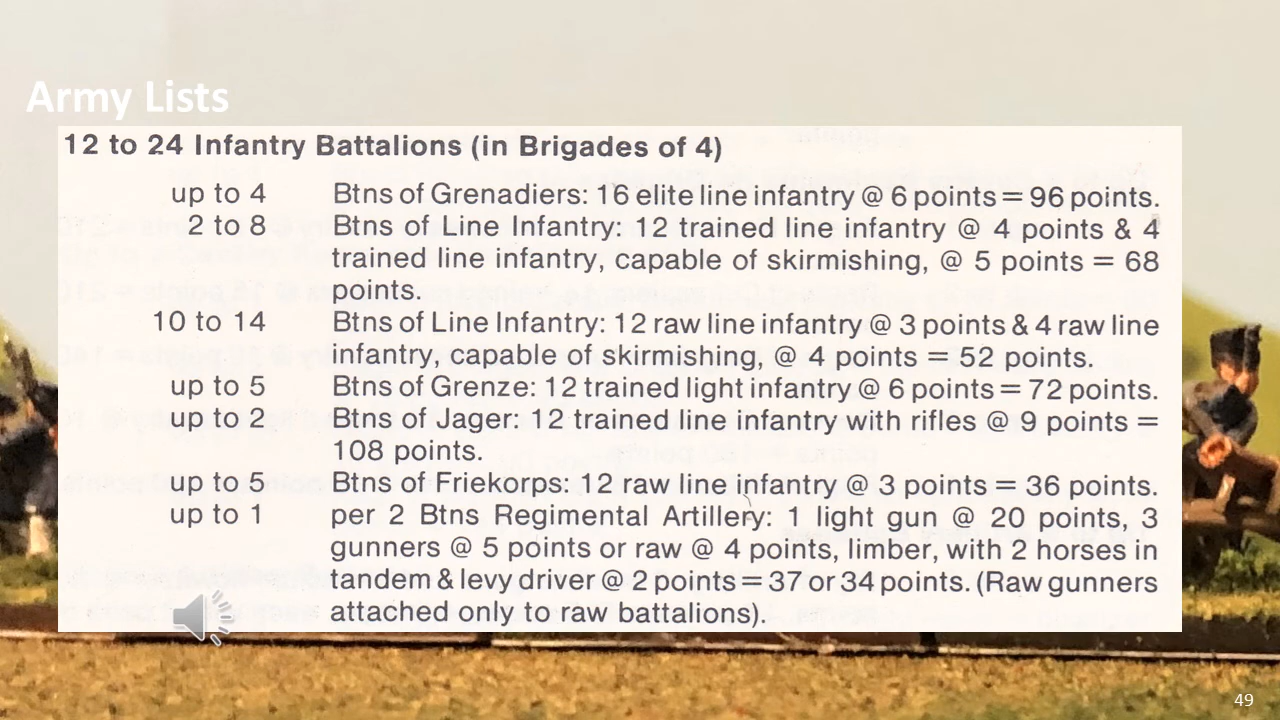 Army Lists
12 to 24 Infantry Battalions (in Brigades of 4)
up to 4 Btns of Grenadiers: 16 elite line infantry @ 6 points = 96 points.
2 to 8 Btns of Line Infantry: 12 trained line infantry @ 4 points & 4
trained line infantry, capable of skirmishing, @ 5 points = 68
points.
10 to 14 Btns of Line Infantry: 12 raw line infantry @ 3 points & 4 raw line
infantry, capable of skirmishing, @ 4 points = 52 points.
up to 5 Btns of Grenze: 12 trained light infantry @ 6 points = 72 points.
up to 2 Btns of Jager: 12 trained line infantry with rifles @ 9 points =
108 points.
up to 5 Btns of Friekorps: 12 raw line infantry @ 3 points = 36 points.
up to 1 per 2 Btns Regimental Artillery: 1 light gun @ 20 points, 3
gunners @ 5 points or raw @ 4 points, limber, with 2 horses in
tandem & levy driver @ 2 points = 37 or 34 points. (Raw gunners
attached only to raw battalions).
49